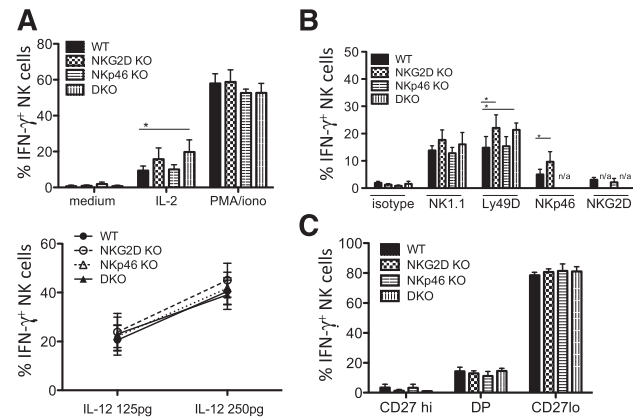 A
% IFN-γ⁺ NK cells
80
60
40
20
0
WT
NKG2D KO
NKp46 KO
DKO
*
medium IL-2 PMA/iono
% IFN-γ⁺ NK cells
60
40
20
0
WT
NKG2D KO
NKp46 KO
DKO
IL-12 125pg IL-12 250pg
B
% IFN-γ⁺ NK cells
50
40
30
20
10
0
WT
NKG2D KO
NKp46 KO
DKO
*
*
*
n/a
n/a n/a
isotype NK1.1 Ly49D NKp46 NKG2D
C
% IFN-γ⁺ NK cells
100
80
60
40
20
0
WT
NKG2D KO
NKp46 KO
DKO
CD27 hi DP CD27lo